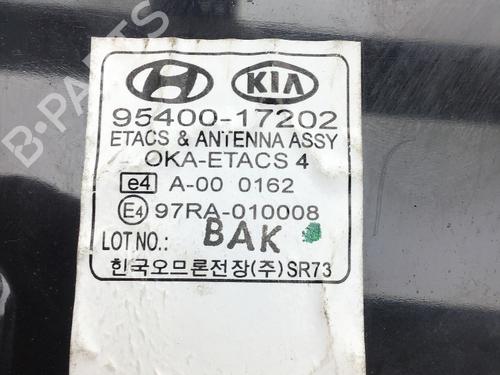 B-PARTS
KIA
95400-17202
ETACS & ANTENNA ASSY
OKA-ETACS 4
e4 A-00 0162
E4 97RA-010008
LOT NO.: BAK
한국오므론전장(주) SR73